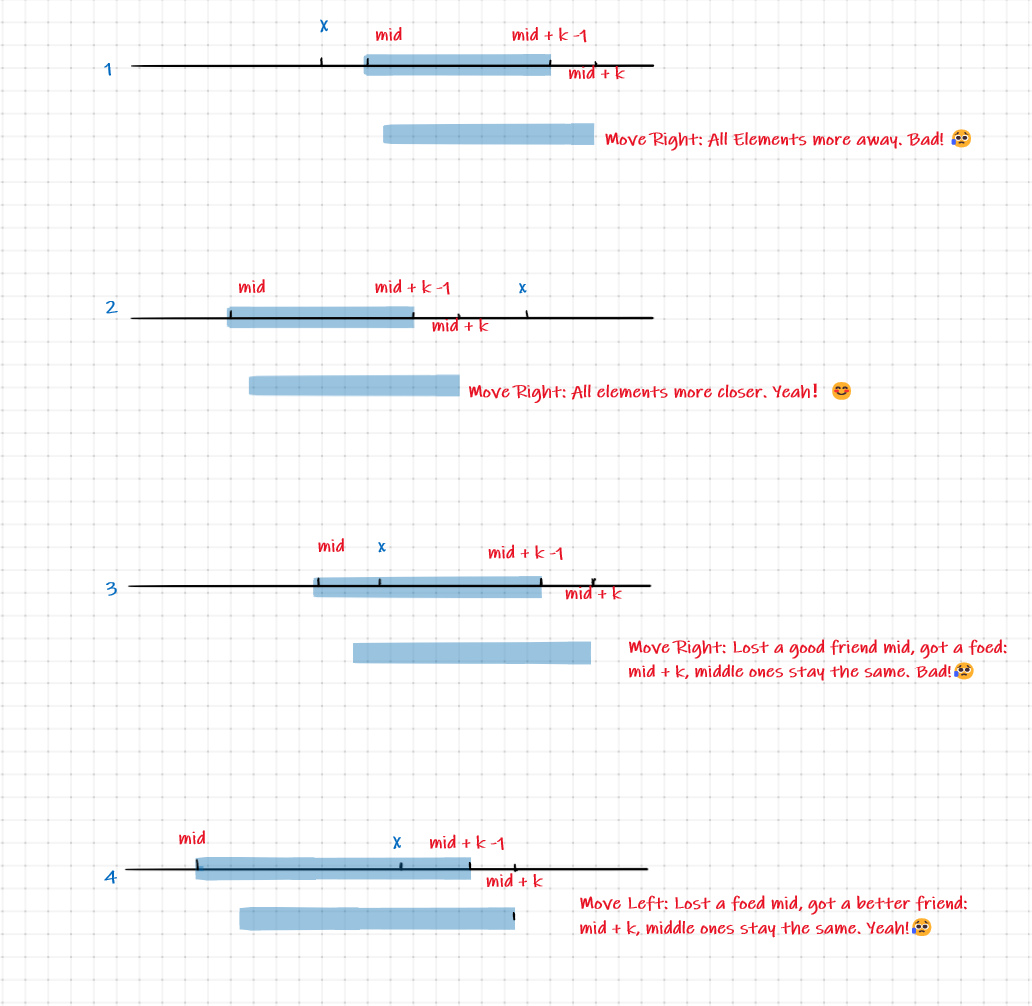 x
mid mid + k -1
1
mid + k
Move Right: All Elements more away. Bad! 😥
mid mid + k -1 x
2
mid + k
Move Right: All elements more closer. Yeah! 😊
mid x mid + k -1
3
mid + k
Move Right: Lost a good friend mid, got a foed:
mid + k, middle ones stay the same. Bad! 😥
mid x mid + k -1
4
mid + k
Move Left: Lost a foed mid, got a better friend:
mid + k, middle ones stay the same. Yeah! 😥